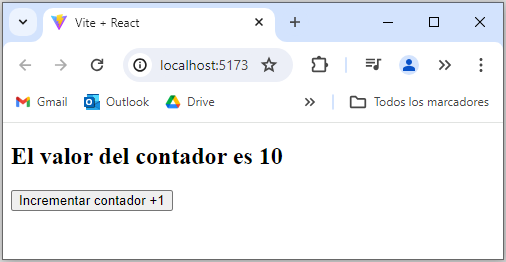 Vite + React
localhost:5173
Gmail Outlook Drive Todos los marcadores
El valor del contador es 10
Incrementar contador +1